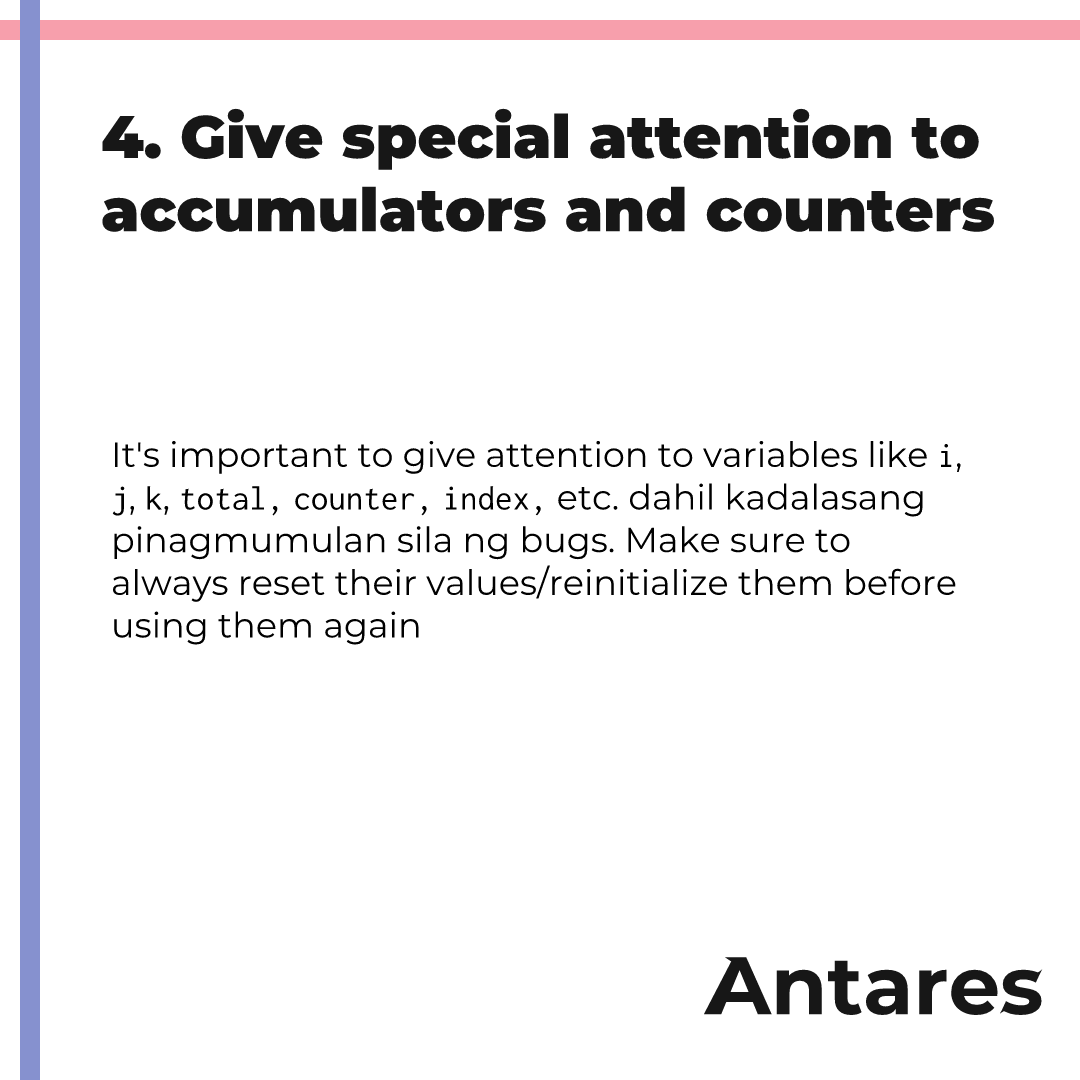 4. Give special attention to
accumulators and counters
It's important to give attention to variables like i,
j, k, total, counter, index, etc. dahil kadalasang
pinagmumulan sila ng bugs. Make sure to
always reset their values/reinitialize them before
using them again
Antares